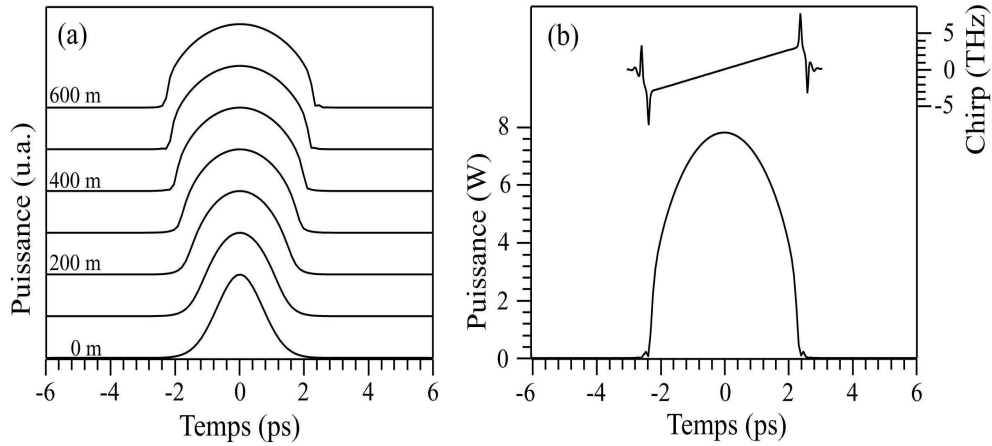 (a)
600 m
400 m
200 m
0 m
Puissance (u.a.)
-6 -4 -2 0 2 4 6
Temps (ps)
(b)
5
0
-5
Chirp (THz)
8
6
4
2
0
Puissance (W)
-6 -4 -2 0 2 4 6
Temps (ps)